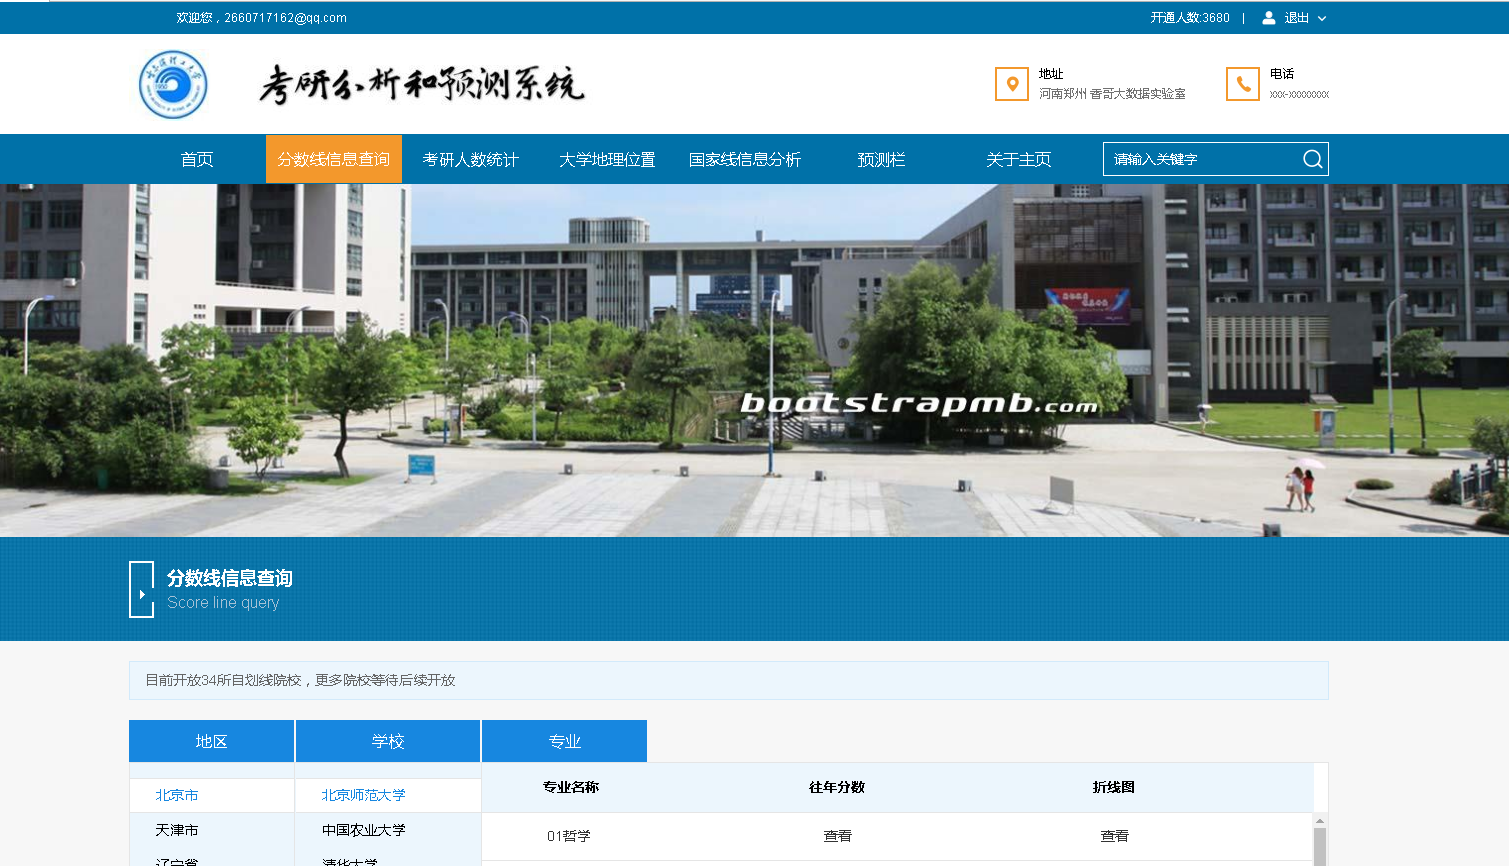 欢迎您，2660717162@qq.com
开通人数:3680 | 退出
考研分析和预测系统
地址
河南郑州 香哥大数据实验室
电话
xxx-xxxxxxxx
首页 分数线信息查询 考研人数统计 大学地理位置 国家线信息分析 预测栏 关于主页 请输入关键字
bootstrapmb.com
分数线信息查询
Score line query
目前开放34所自划线院校，更多院校等待后续开放
地区 学校 专业
专业名称 往年分数 折线图
北京市 北京师范大学
天津市 中国农业大学
01哲学 查看 查看
辽宁省 清华大学